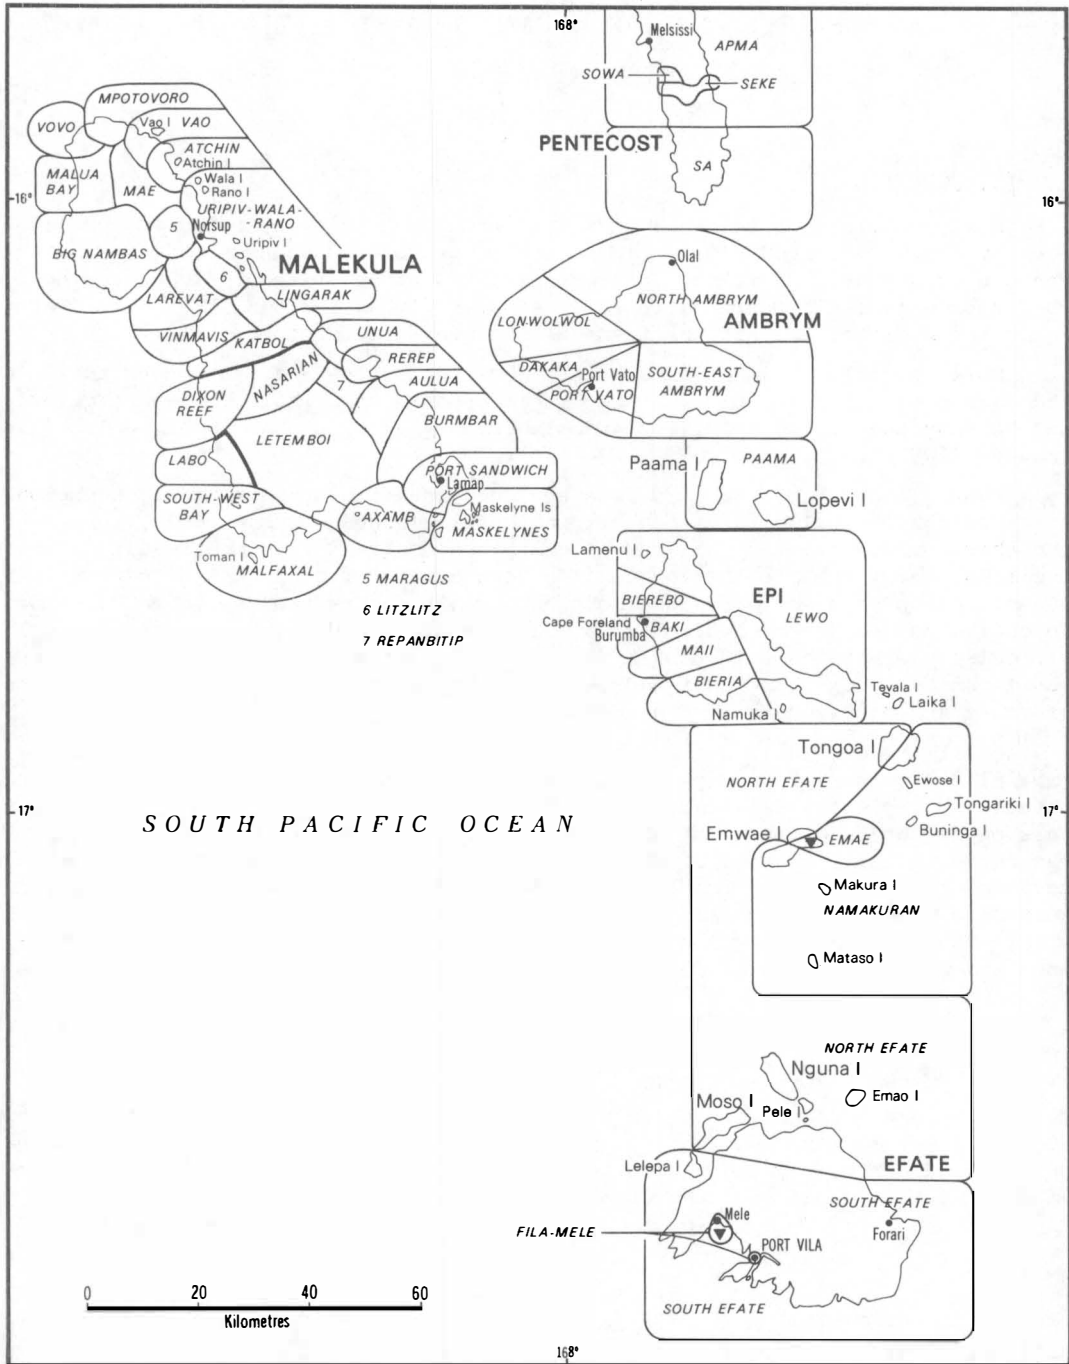 168°
Melsissi
APMA
SOWA
SEKE
PENTECOST
SA
MPOTOVORO
VOVO
Vao I
VAO
ATCHIN
Atchin I
MALUA
BAY
MAE
Wala I
Rano I
16°
16°
URIPIV-WALA-
-RANO
5
Norsup
Uripiv I
BIG NAMBAS
MALEKULA
6
LINGARAK
LAREVAT
VINMAVIS
KATBOL
UNUA
REREP
NASARIAN
7
AULUA
DIXON
REEF
BURMBAR
LETEMBOI
LABO
PORT SANDWICH
Lamap
SOUTH-WEST
BAY
AXAMB
Maskelyne Is
MASKELYNES
Toman I
MALFAXAL
5 MARAGUS
6 LITZLITZ
7 REPANBITIP
Olal
NORTH AMBRYM
LONWOLWOL
AMBRYM
DAKAKA
Port Vato
PORT VATO
SOUTH-EAST
AMBRYM
Paama I
PAAMA
Lopevi I
Lamenu I
BIEREBO
EPI
LEWO
Cape Foreland
Burumba
BAKI
MAII
BIERIA
Namuka I
Tevala I
Laika I
Tongoa I
NORTH EFATE
Ewose I
17°
17°
Tongariki I
Buninga I
SOUTH PACIFIC OCEAN
Emwae I
EMAE
Makura I
NAMAKURAN
Mataso I
NORTH EFATE
Nguna I
Emao I
Moso I
Pele I
Lelepa I
EFATE
SOUTH EFATE
Mele
Forari
FILA-MELE
PORT VILA
SOUTH EFATE
0 20 40 60
Kilometres
168°